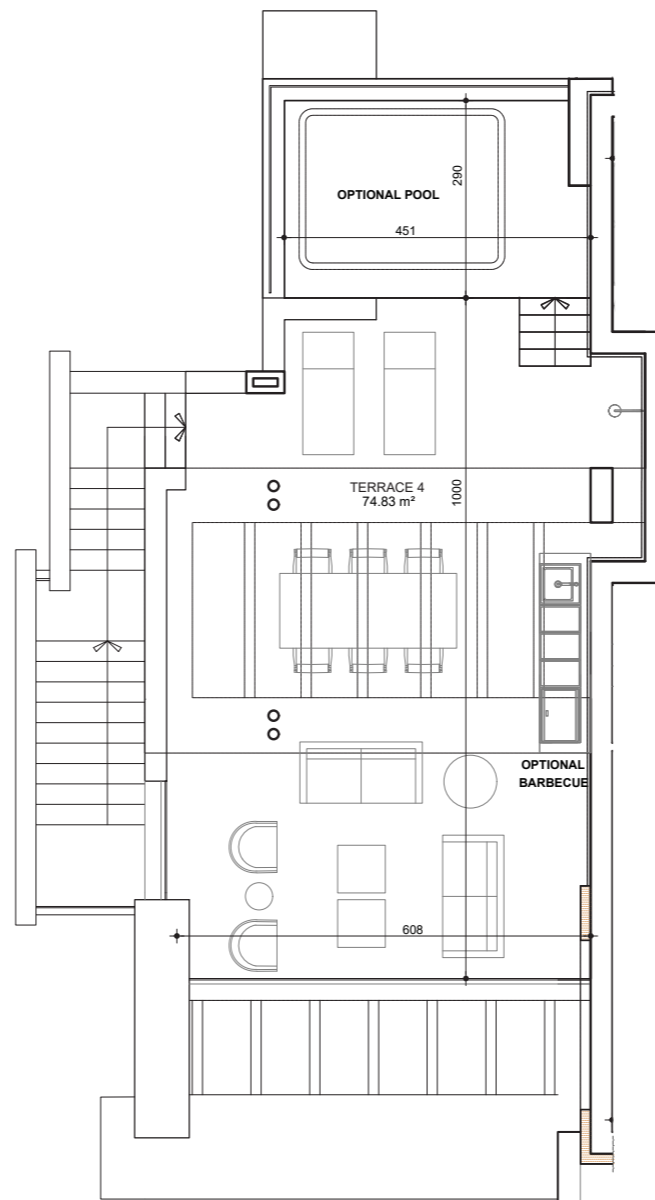 290
OPTIONAL POOL
451
TERRACE 4
74.83 m²
1000
OPTIONAL
BARBECUE
608